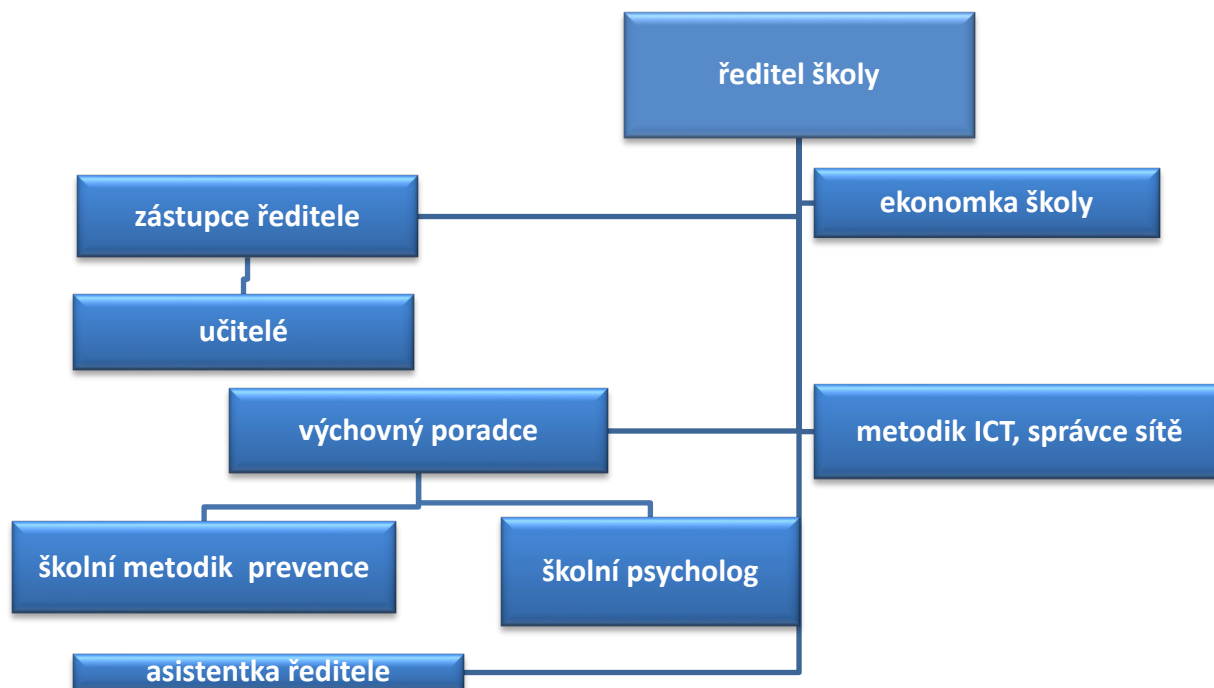 ředitel školy
ekonomka školy
zástupce ředitele
učitelé
výchovný poradce
metodik ICT, správce sítě
školní metodik  prevence
školní psycholog
asistentka ředitele